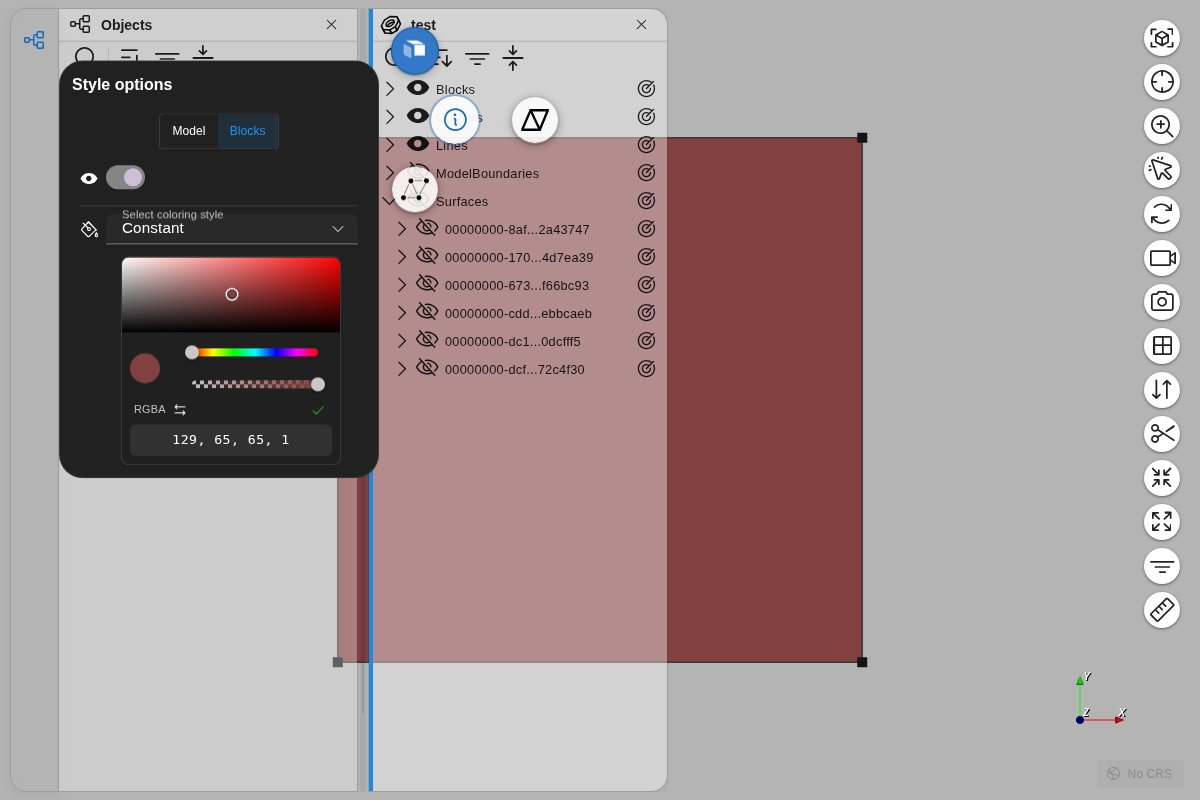 Objects
test
Style options
Model
Blocks
Select coloring style
Constant
RGBA
129, 65, 65, 1
Blocks
Lines
ModelBoundaries
Surfaces
00000000-8af...2a43747
00000000-170...4d7ea39
00000000-673...f66bc93
00000000-cdd...ebbcaeb
00000000-dc1...0dcfff5
00000000-dcf...72c4f30
Y
Z
X
No CRS